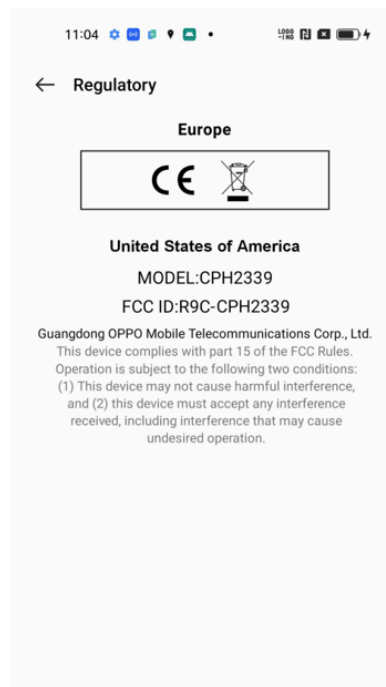 11:04
LOGG
-ING
Regulatory
Europe
CE
United States of America
MODEL:CPH2339
FCC ID:R9C-CPH2339
Guangdong OPPO Mobile Telecommunications Corp., Ltd.
This device complies with part 15 of the FCC Rules.
Operation is subject to the following two conditions:
(1) This device may not cause harmful interference,
and (2) this device must accept any interference
received, including interference that may cause
undesired operation.